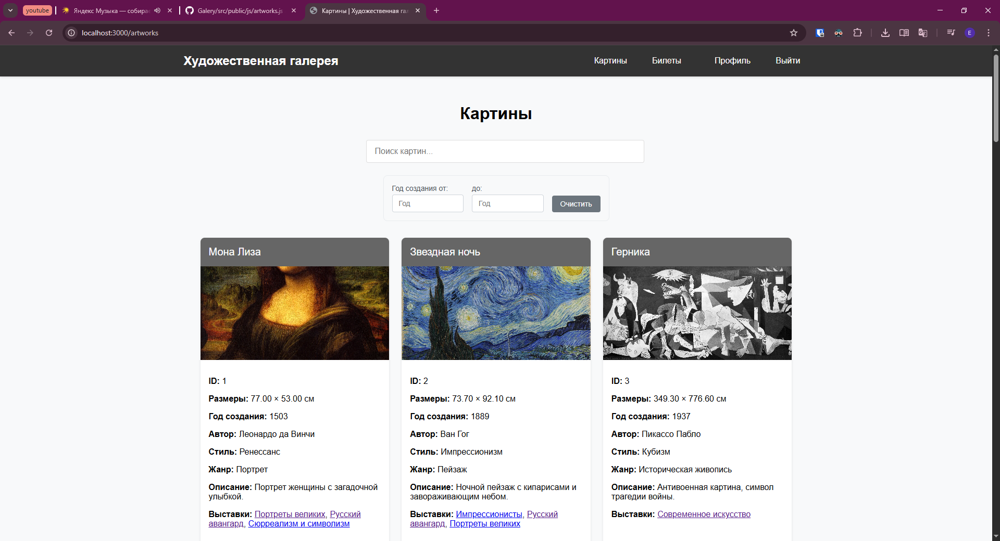 youtube
Яндекс Музыка — собирае
Galery/src/public/js/artworks.js
Картины | Художественная гал
localhost:3000/artworks
E
Художественная галерея
Картины
Билеты
Профиль
Выйти
Картины
Поиск картин...
Год создания от:
до:
Год
Год
Очистить
Мона Лиза
ID: 1
Размеры: 77.00 × 53.00 см
Год создания: 1503
Автор: Леонардо да Винчи
Стиль: Ренессанс
Жанр: Портрет
Описание: Портрет женщины с загадочной
улыбкой.
Выставки: Портреты великих, Русский
авангард, Сюрреализм и символизм
Звездная ночь
ID: 2
Размеры: 73.70 × 92.10 см
Год создания: 1889
Автор: Ван Гог
Стиль: Импрессионизм
Жанр: Пейзаж
Описание: Ночной пейзаж с кипарисами и
завораживающим небом.
Выставки: Импрессионисты, Русский
авангард, Портреты великих
Герника
ID: 3
Размеры: 349.30 × 776.60 см
Год создания: 1937
Автор: Пикассо Пабло
Стиль: Кубизм
Жанр: Историческая живопись
Описание: Антивоенная картина, символ
трагедии войны.
Выставки: Современное искусство